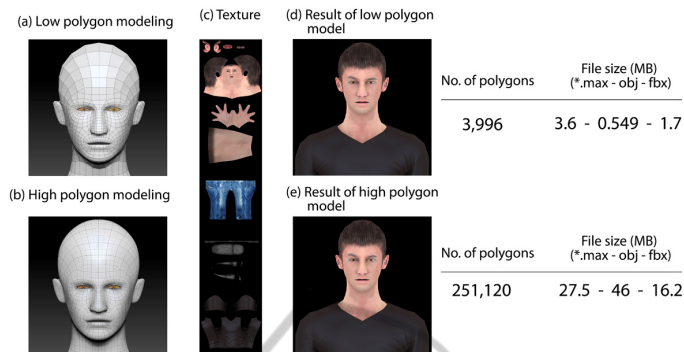 (a) Low polygon modeling
(c) Texture
(d) Result of low polygon
model
No. of polygons
File size (MB)
(*.max - obj - fbx)
3,996
3.6 - 0.549 - 1.7
(b) High polygon modeling
(e) Result of high polygon
model
No. of polygons
File size (MB)
(*.max - obj - fbx)
251,120
27.5 - 46 - 16.2